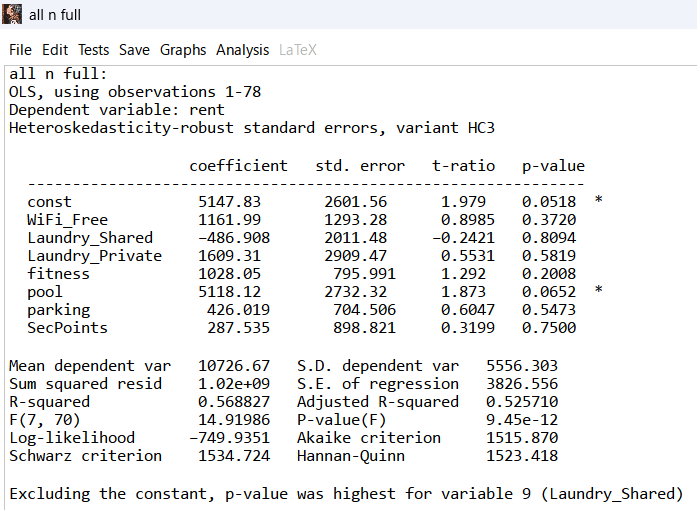 all n full
File Edit Tests Save Graphs Analysis LaTeX
all n full:
OLS, using observations 1-78
Dependent variable: rent
Heteroskedasticity-robust standard errors, variant HC3
coefficient std. error t-ratio p-value
---------------------------------------------------------------
const 5147.83 2601.56 1.979 0.0518 *
WiFi_Free 1161.99 1293.28 0.8985 0.3720
Laundry_Shared −486.908 2011.48 −0.2421 0.8094
Laundry_Private 1609.31 2909.47 0.5531 0.5819
fitness 1028.05 795.991 1.292 0.2008
pool 5118.12 2732.32 1.873 0.0652 *
parking 426.019 704.506 0.6047 0.5473
SecPoints 287.535 898.821 0.3199 0.7500
Mean dependent var 10726.67 S.D. dependent var 5556.303
Sum squared resid 1.02e+09 S.E. of regression 3826.556
R-squared 0.568827 Adjusted R-squared 0.525710
F(7, 70) 14.91986 P-value(F) 9.45e-12
Log-likelihood −749.9351 Akaike criterion 1515.870
Schwarz criterion 1534.724 Hannan-Quinn 1523.418
Excluding the constant, p-value was highest for variable 9 (Laundry_Shared)